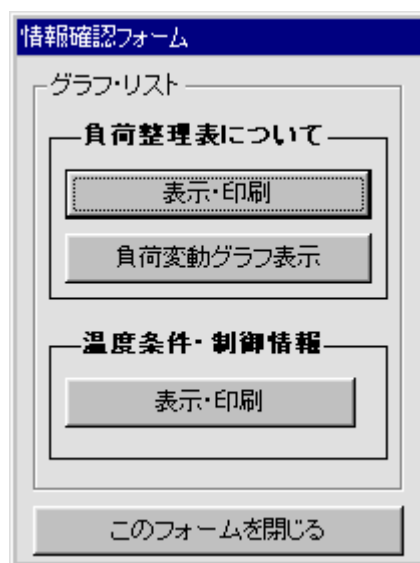 情報確認フォーム
グラフ・リスト
負荷整理表について
表示・印刷
負荷変動グラフ表示
温度条件・制御情報
表示・印刷
このフォームを閉じる